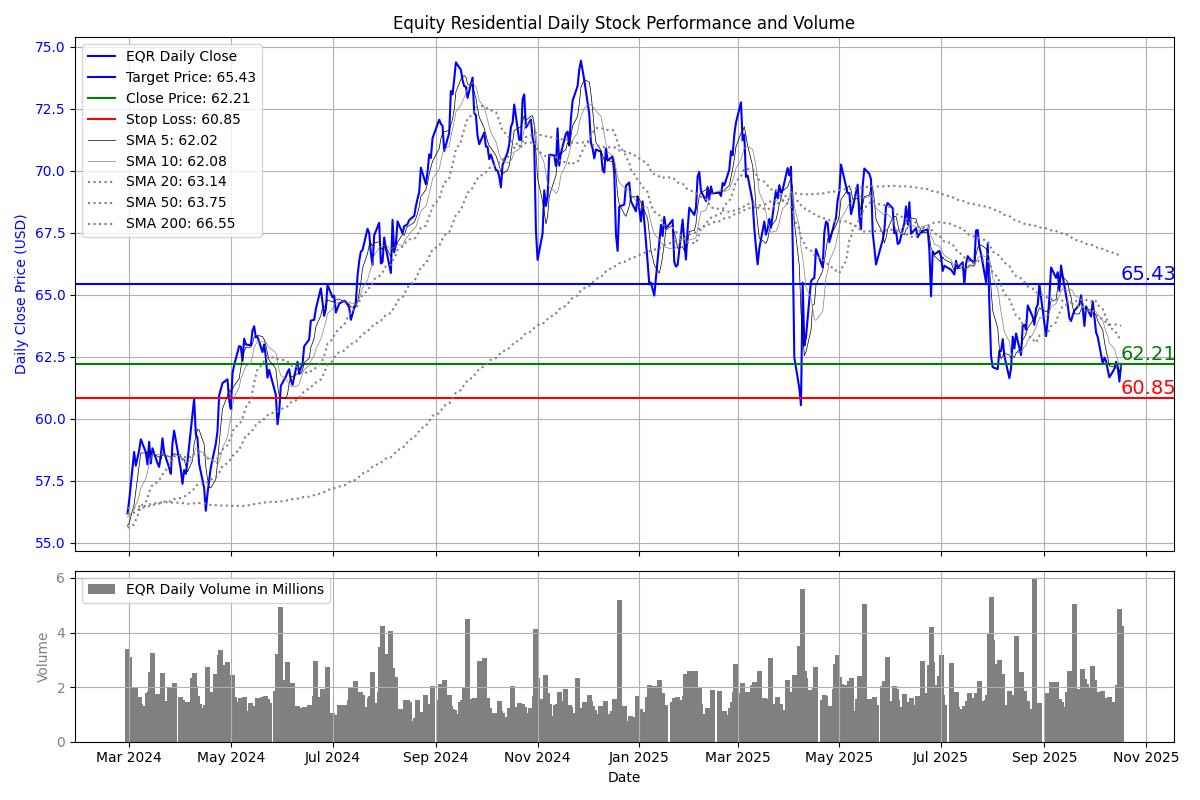 Equity Residential Daily Stock Performance and Volume
75.0
72.5
70.0
67.5
65.0
62.5
60.0
57.5
55.0
Daily Close Price (USD)
EQR Daily Close
Target Price: 65.43
Close Price: 62.21
Stop Loss: 60.85
SMA 5: 62.02
SMA 10: 62.08
SMA 20: 63.14
SMA 50: 63.75
SMA 200: 66.55
65.43
62.21
60.85
6
4
2
0
Volume
EQR Daily Volume in Millions
Mar 2024 May 2024 Jul 2024 Sep 2024 Nov 2024 Jan 2025 Mar 2025 May 2025 Jul 2025 Sep 2025 Nov 2025
Date